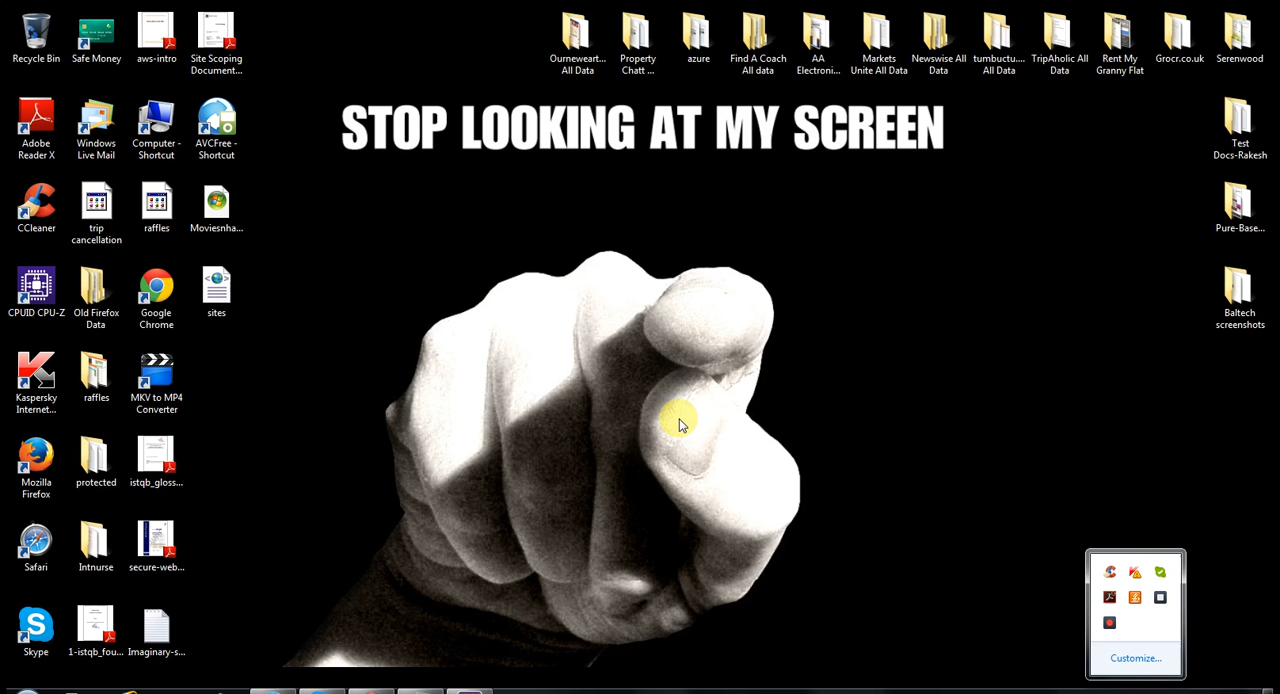 Recycle Bin
Safe Money
aws-intro
Site Scoping
Document...
Ourneweart...
All Data
Property
Chatt ...
azure
Find A Coach
All data
AA
Electroni...
Markets
Unite All Data
Newswise All
Data
tumbuctu....
All Data
TripAholic All
Data
Rent My
Granny Flat
Grocr.co.uk
Serenwood
STOP LOOKING AT MY SCREEN
Adobe
Reader X
Windows
Live Mail
Computer -
Shortcut
AVCFree -
Shortcut
Test
Docs-Rakesh
CCleaner
trip
cancellation
raffles
Moviesnha...
Pure-Base...
CPUID CPU-Z
Old Firefox
Data
Google
Chrome
sites
Baltech
screenshots
Kaspersky
Internet...
raffles
MKV to MP4
Converter
Mozilla
Firefox
protected
istqb_gloss...
Safari
Intnurse
secure-web...
Skype
1-istqb_fou...
Imaginary-s...
Customize...